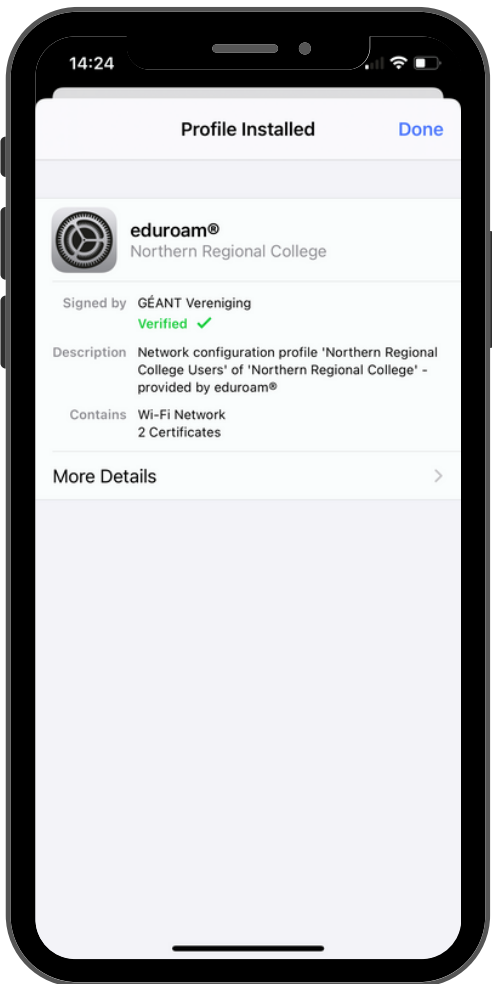 14:24
Profile Installed
Done
eduroam®
Northern Regional College
Signed by GÉANT Vereniging
Verified
Description Network configuration profile 'Northern Regional
College Users' of 'Northern Regional College' -
provided by eduroam®
Contains Wi-Fi Network
2 Certificates
More Details